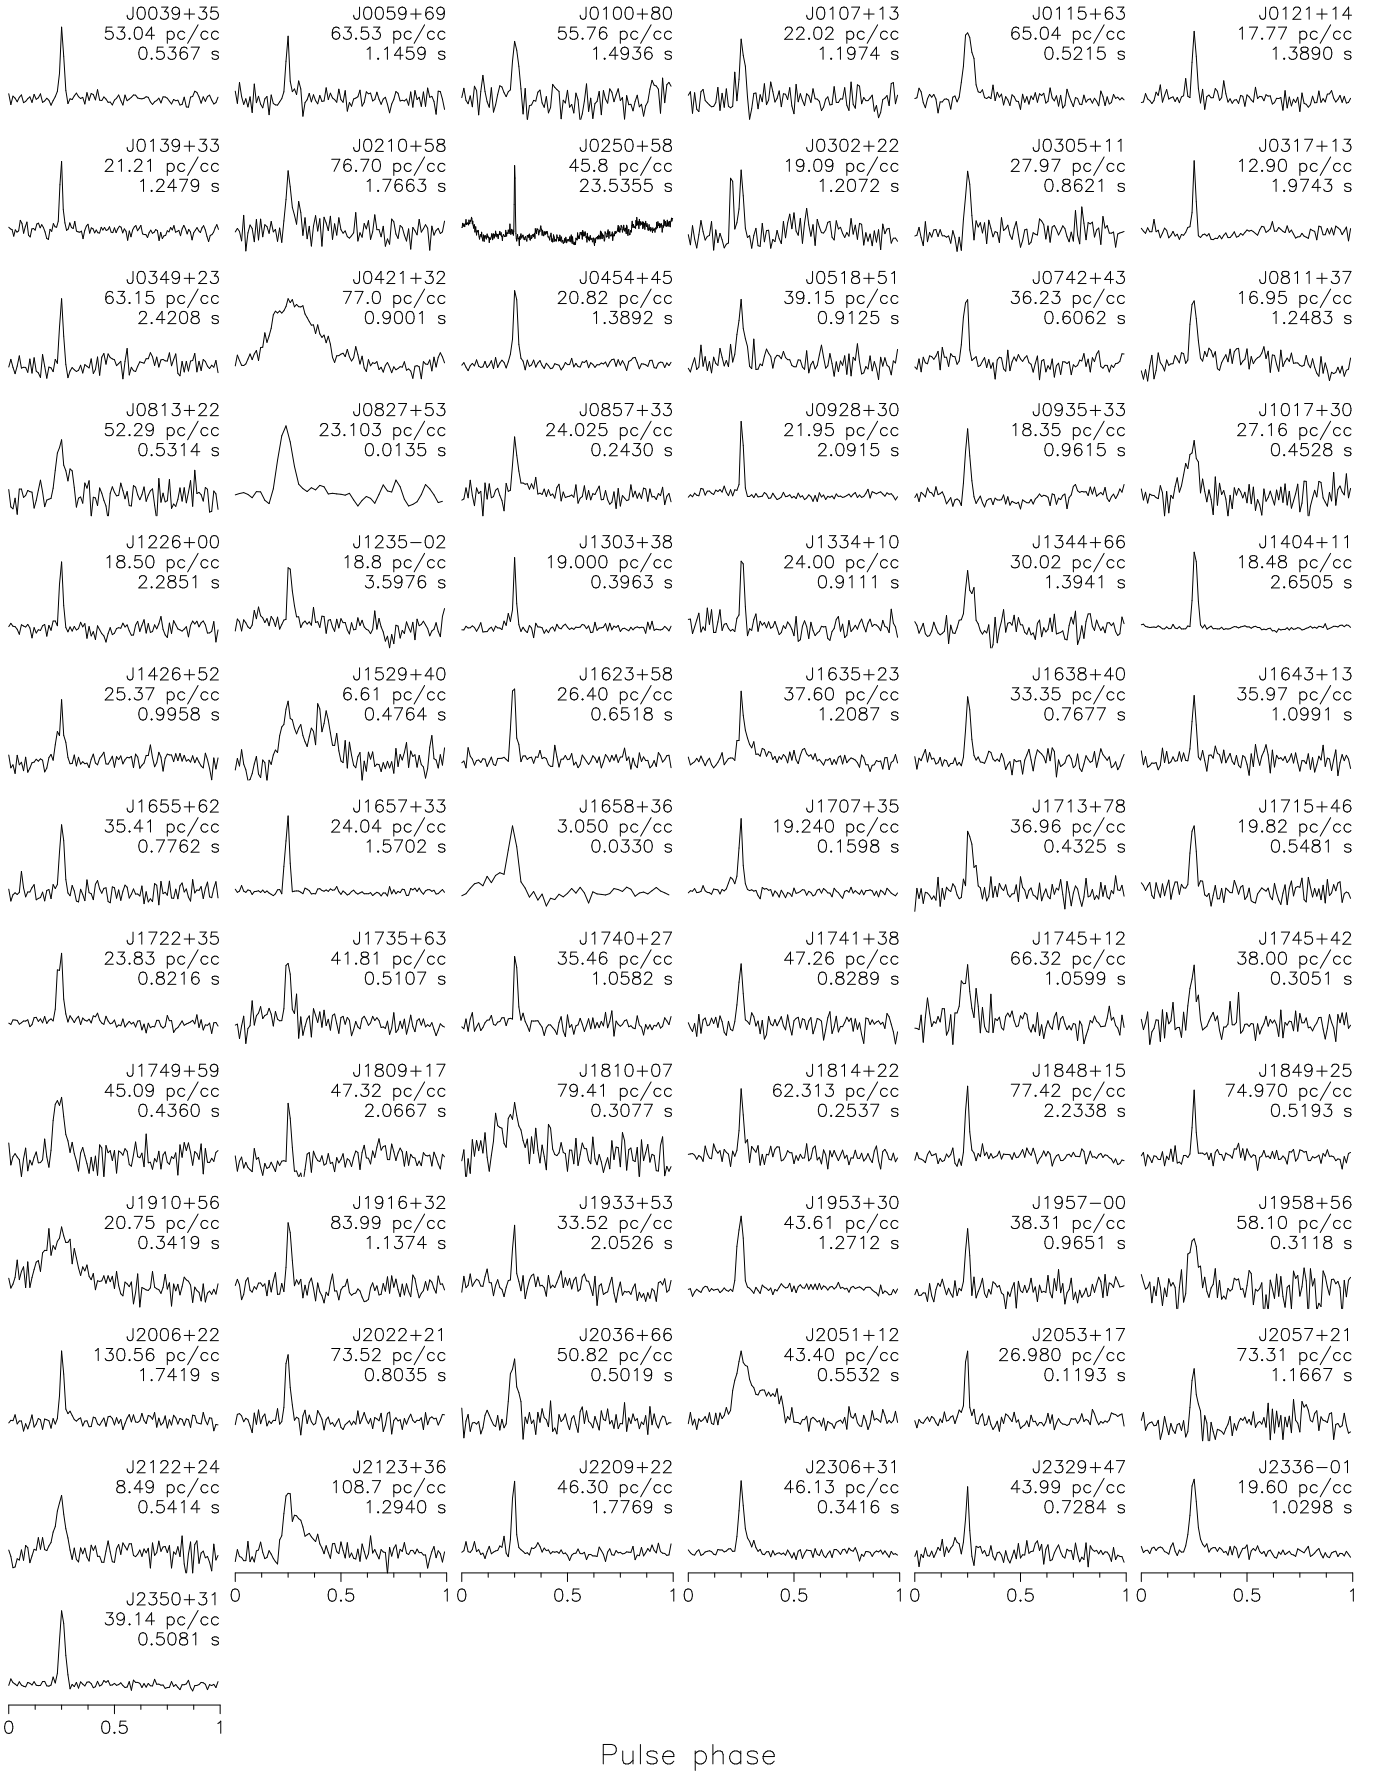 J0039+35
53.04 pc/cc
0.5367 s
J0059+69
63.53 pc/cc
1.1459 s
J0100+80
55.76 pc/cc
1.4936 s
J0107+13
22.02 pc/cc
1.1974 s
J0115+63
65.04 pc/cc
0.5215 s
J0121+14
17.77 pc/cc
1.3890 s
J0139+33
21.21 pc/cc
1.2479 s
J0210+58
76.70 pc/cc
1.7663 s
J0250+58
45.8 pc/cc
23.5355 s
J0302+22
19.09 pc/cc
1.2072 s
J0305+11
27.97 pc/cc
0.8621 s
J0317+13
12.90 pc/cc
1.9743 s
J0349+23
63.15 pc/cc
2.4208 s
J0421+32
77.0 pc/cc
0.9001 s
J0454+45
20.82 pc/cc
1.3892 s
J0518+51
39.15 pc/cc
0.9125 s
J0742+43
36.23 pc/cc
0.6062 s
J0811+37
16.95 pc/cc
1.2483 s
J0813+22
52.29 pc/cc
0.5314 s
J0827+53
23.103 pc/cc
0.0135 s
J0857+33
24.025 pc/cc
0.2430 s
J0928+30
21.95 pc/cc
2.0915 s
J0935+33
18.35 pc/cc
0.9615 s
J1017+30
27.16 pc/cc
0.4528 s
J1226+00
18.50 pc/cc
2.2851 s
J1235−02
18.8 pc/cc
3.5976 s
J1303+38
19.000 pc/cc
0.3963 s
J1334+10
24.00 pc/cc
0.9111 s
J1344+66
30.02 pc/cc
1.3941 s
J1404+11
18.48 pc/cc
2.6505 s
J1426+52
25.37 pc/cc
0.9958 s
J1529+40
6.61 pc/cc
0.4764 s
J1623+58
26.40 pc/cc
0.6518 s
J1635+23
37.60 pc/cc
1.2087 s
J1638+40
33.35 pc/cc
0.7677 s
J1643+13
35.97 pc/cc
1.0991 s
J1655+62
35.41 pc/cc
0.7762 s
J1657+33
24.04 pc/cc
1.5702 s
J1658+36
3.050 pc/cc
0.0330 s
J1707+35
19.240 pc/cc
0.1598 s
J1713+78
36.96 pc/cc
0.4325 s
J1715+46
19.82 pc/cc
0.5481 s
J1722+35
23.83 pc/cc
0.8216 s
J1735+63
41.81 pc/cc
0.5107 s
J1740+27
35.46 pc/cc
1.0582 s
J1741+38
47.26 pc/cc
0.8289 s
J1745+12
66.32 pc/cc
1.0599 s
J1745+42
38.00 pc/cc
0.3051 s
J1749+59
45.09 pc/cc
0.4360 s
J1809+17
47.32 pc/cc
2.0667 s
J1810+07
79.41 pc/cc
0.3077 s
J1814+22
62.313 pc/cc
0.2537 s
J1848+15
77.42 pc/cc
2.2338 s
J1849+25
74.970 pc/cc
0.5193 s
J1910+56
20.75 pc/cc
0.3419 s
J1916+32
83.99 pc/cc
1.1374 s
J1933+53
33.52 pc/cc
2.0526 s
J1953+30
43.61 pc/cc
1.2712 s
J1957−00
38.31 pc/cc
0.9651 s
J1958+56
58.10 pc/cc
0.3118 s
J2006+22
130.56 pc/cc
1.7419 s
J2022+21
73.52 pc/cc
0.8035 s
J2036+66
50.82 pc/cc
0.5019 s
J2051+12
43.40 pc/cc
0.5532 s
J2053+17
26.980 pc/cc
0.1193 s
J2057+21
73.31 pc/cc
1.1667 s
J2122+24
8.49 pc/cc
0.5414 s
J2123+36
108.7 pc/cc
1.2940 s
J2209+22
46.30 pc/cc
1.7769 s
J2306+31
46.13 pc/cc
0.3416 s
J2329+47
43.99 pc/cc
0.7284 s
J2336−01
19.60 pc/cc
1.0298 s
0 0.5 1 0 0.5 1 0 0.5 1 0 0.5 1 0 0.5 1
J2350+31
39.14 pc/cc
0.5081 s
0 0.5 1
Pulse phase